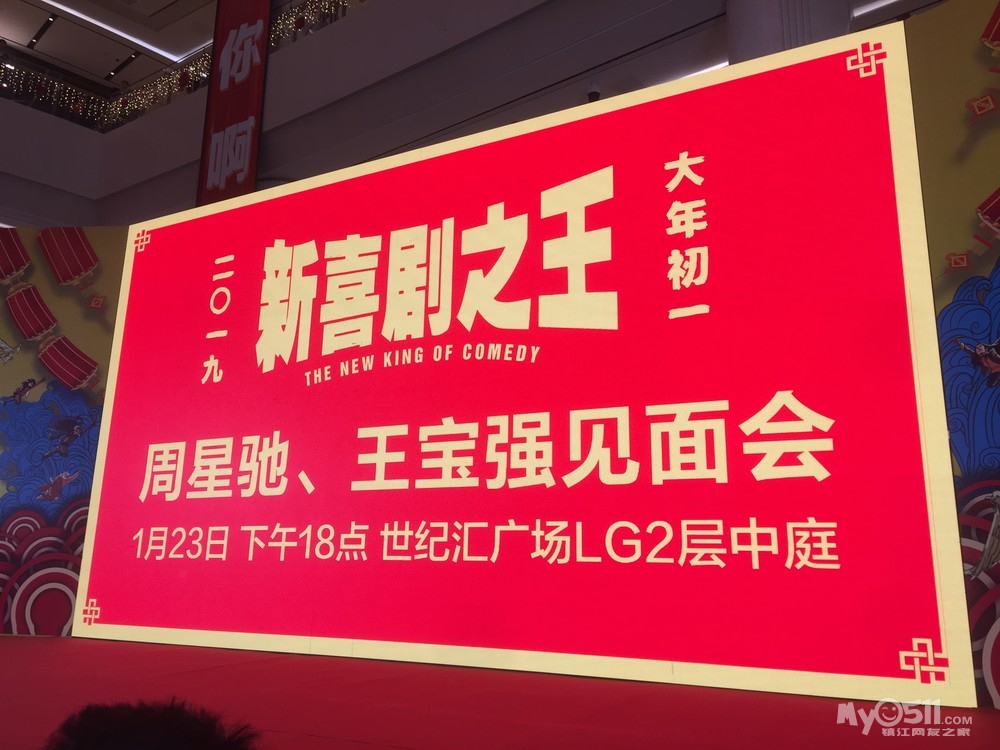 你啊
二〇一九
新喜剧之王
THE NEW KING OF COMEDY
大年初一
周星驰、王宝强见面会
1月23日 下午18点 世纪汇广场LG2层中庭
My0511.COM
镇江网友之家